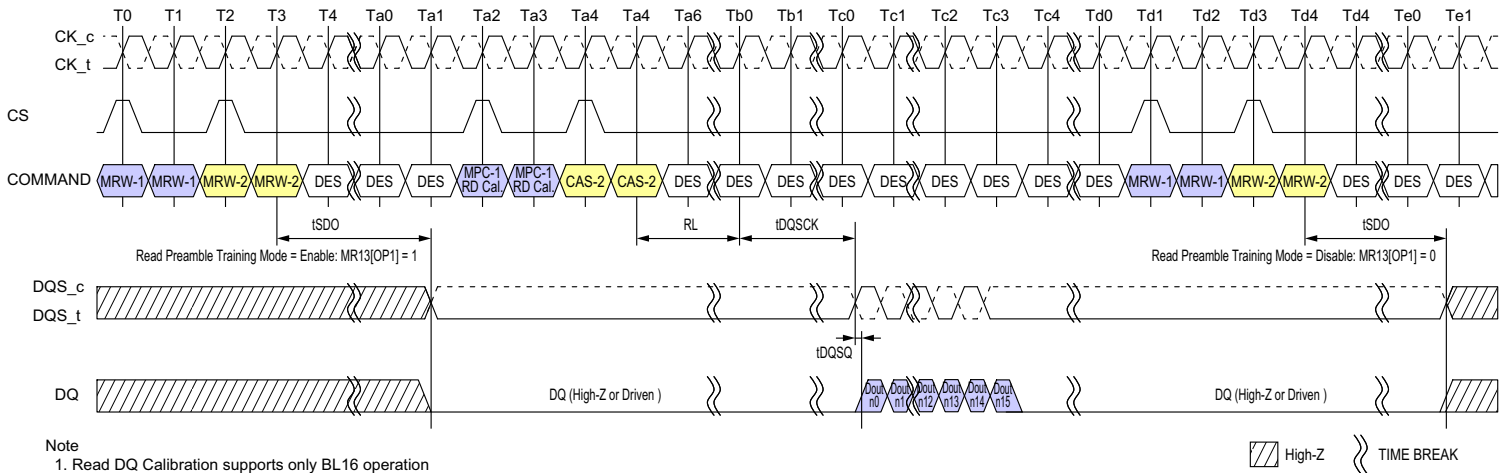 T0 T1 T2 T3 T4 Ta0 Ta1 Ta2 Ta3 Ta4 Ta4 Ta6 Tb0 Tb1 Tc0 Tc1 Tc2 Tc3 Tc4 Td0 Td1 Td2 Td3 Td4 Td4 Te0 Te1
CK_c
CK_t
CS
COMMAND MRW-1 MRW-1 MRW-2 MRW-2 DES DES DES MPC-1 RD Cal. MPC-1 RD Cal. CAS-2 CAS-2 DES DES DES DES DES DES DES DES DES MRW-1 MRW-1 MRW-2 MRW-2 DES DES DES
tSDO RL tDQSCK tSDO
Read Preamble Training Mode = Enable: MR13[OP1] = 1 Read Preamble Training Mode = Disable: MR13[OP1] = 0
DQS_c
DQS_t
tDQSQ
DQ DQ (High-Z or Driven ) Dout n0 Dout n1 Dout n12 Dout n13 Dout n14 Dout n15 DQ (High-Z or Driven )
Note
1. Read DQ Calibration supports only BL16 operation
High-Z TIME BREAK